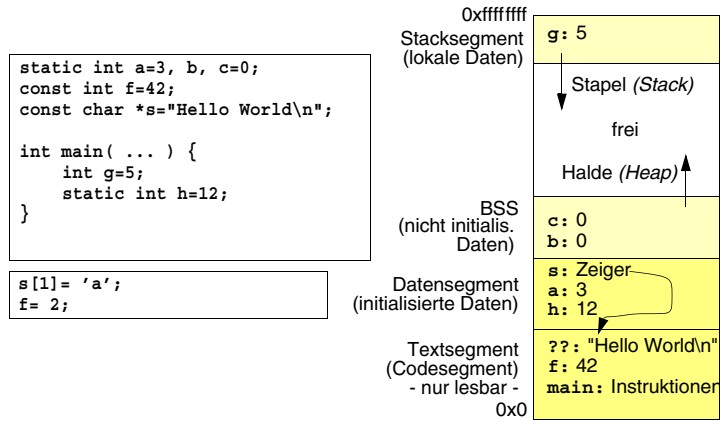 static int a=3, b, c=0;
const int f=42;
const char *s="Hello World\n";
int main( ... ) {
int g=5;
static int h=12;
}
s[1]= ’a’;
f= 2;
0xffffffff
Stacksegment
(lokale Daten)
g: 5
Stapel (Stack)
frei
Halde (Heap)
BSS
(nicht initialis.
Daten)
c: 0
b: 0
Datensegment
(initialisierte Daten)
s: Zeiger
a: 3
h: 12
Textsegment
(Codesegment)
- nur lesbar -
0x0
??: "Hello World\n"
f: 42
main: Instruktionen